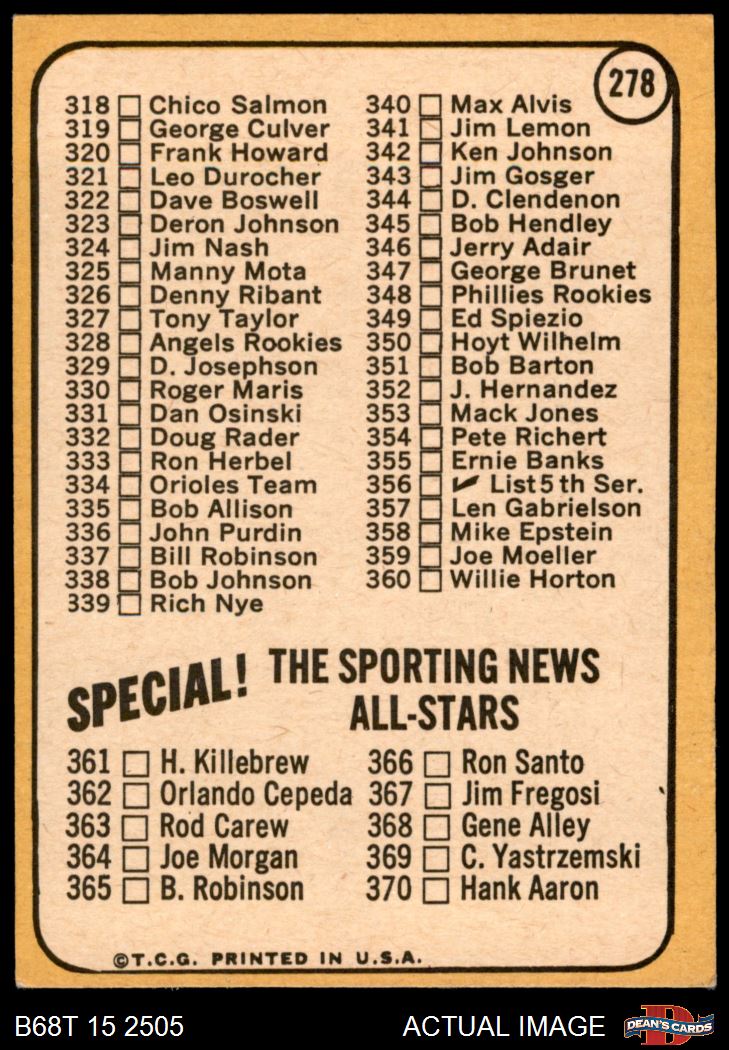 278
318 Chico Salmon
319 George Culver
320 Frank Howard
321 Leo Durocher
322 Dave Boswell
323 Deron Johnson
324 Jim Nash
325 Manny Mota
326 Denny Ribant
327 Tony Taylor
328 Angels Rookies
329 D. Josephson
330 Roger Maris
331 Dan Osinski
332 Doug Rader
333 Ron Herbel
334 Orioles Team
335 Bob Allison
336 John Purdin
337 Bill Robinson
338 Bob Johnson
339 Rich Nye
340 Max Alvis
341 Jim Lemon
342 Ken Johnson
343 Jim Gosger
344 D. Clendenon
345 Bob Hendley
346 Jerry Adair
347 George Brunet
348 Phillies Rookies
349 Ed Spiezio
350 Hoyt Wilhelm
351 Bob Barton
352 J. Hernandez
353 Mack Jones
354 Pete Richert
355 Ernie Banks
356 ✔ List 5th Ser.
357 Len Gabrielson
358 Mike Epstein
359 Joe Moeller
360 Willie Horton
SPECIAL! THE SPORTING NEWS
ALL-STARS
361 H. Killebrew
362 Orlando Cepeda
363 Rod Carew
364 Joe Morgan
365 B. Robinson
366 Ron Santo
367 Jim Fregosi
368 Gene Alley
369 C. Yastrzemski
370 Hank Aaron
©T.C.G. PRINTED IN U.S.A.
B68T 15 2505
ACTUAL IMAGE
D
DEAN'S CARDS